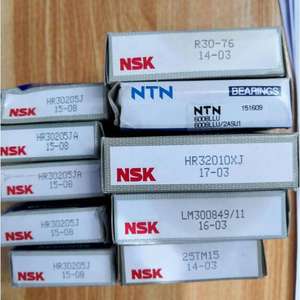 R30-76
NSK 14-03
NTN
BEARINGS
NTN 151609
6008LLU
6008LLU/2ASU1
HR32010XJ
NSK 17-03
LM300849/11
NSK 16-03
25TM15
NSK 14-03
HR30205J
NSK 15-08
HR30205JA
NSK 15-08
HR30205JA
NSK 15-08
HR30205J
NSK 15-08
HR30205J
NSK 15-08